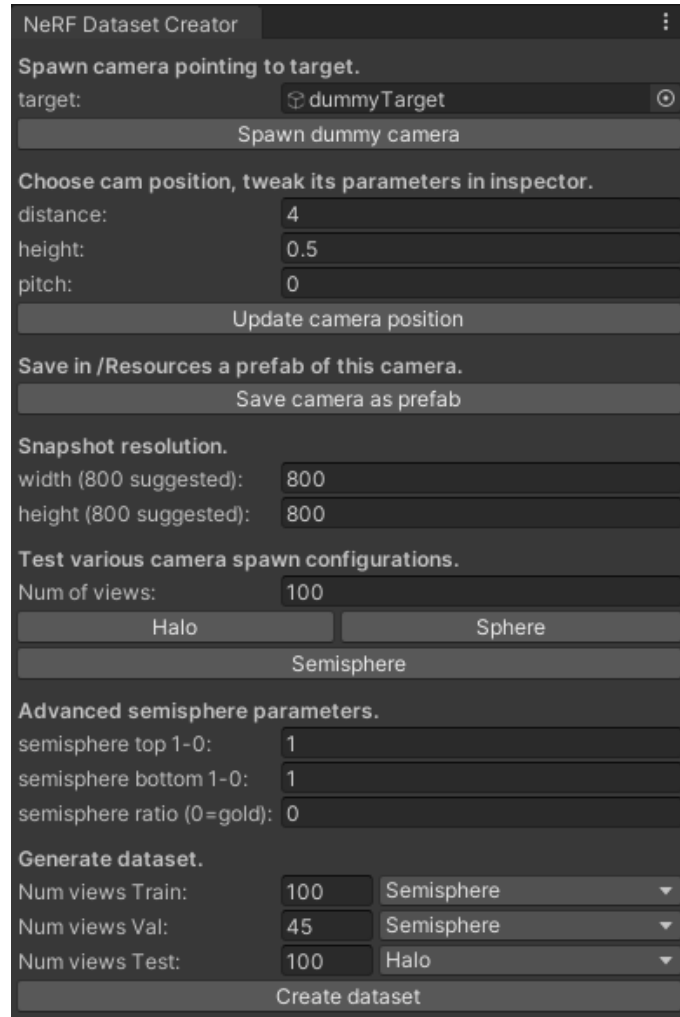 NeRF Dataset Creator
Spawn camera pointing to target.
target: dummyTarget
Spawn dummy camera
Choose cam position, tweak its parameters in inspector.
distance: 4
height: 0.5
pitch: 0
Update camera position
Save in /Resources a prefab of this camera.
Save camera as prefab
Snapshot resolution.
width (800 suggested): 800
height (800 suggested): 800
Test various camera spawn configurations.
Num of views: 100
Halo Sphere
Semisphere
Advanced semisphere parameters.
semisphere top 1-0: 1
semisphere bottom 1-0: 1
semisphere ratio (0=gold): 0
Generate dataset.
Num views Train: 100 Semisphere
Num views Val: 45 Semisphere
Num views Test: 100 Halo
Create dataset